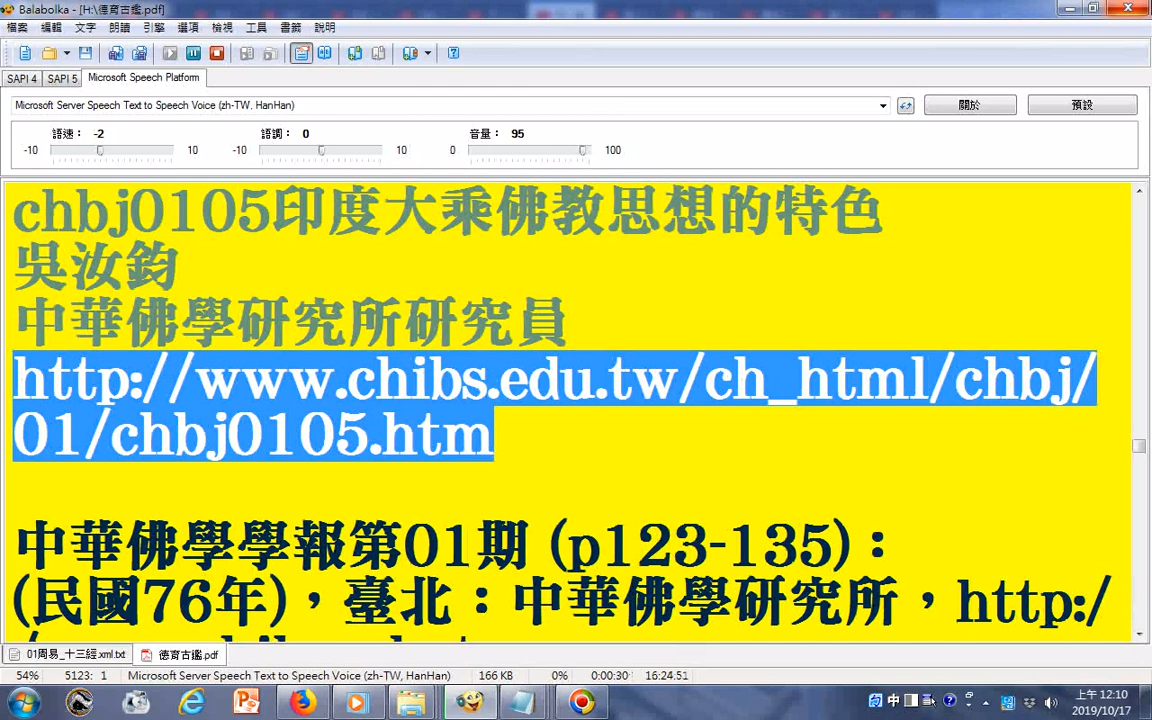 Balabolka - [H:\德育古鑑.pdf]
檔案 編輯 文字 朗讀 引擎 選項 檢視 工具 書籤 說明
SAPI 4 SAPI 5 Microsoft Speech Platform
Microsoft Server Speech Text to Speech Voice (zh-TW, HanHan) 關於 預設
語速： -2 語調： 0 音量： 95
-10 10 -10 10 0 100
chbj0105印度大乘佛教思想的特色
吳汝鈞
中華佛學研究所研究員
http://www.chibs.edu.tw/ch_html/chbj/
01/chbj0105.htm
中華佛學學報第01期 (p123-135)：
(民國76年)，臺北：中華佛學研究所，http:/
01周易_十三經.xml.txt 德育古鑑.pdf
54% 5123: 1 Microsoft Server Speech Text to Speech Voice (zh-TW, HanHan) 166 KB 0% 0:00:30 16:24.51
中 上午 12:10
2019/10/17